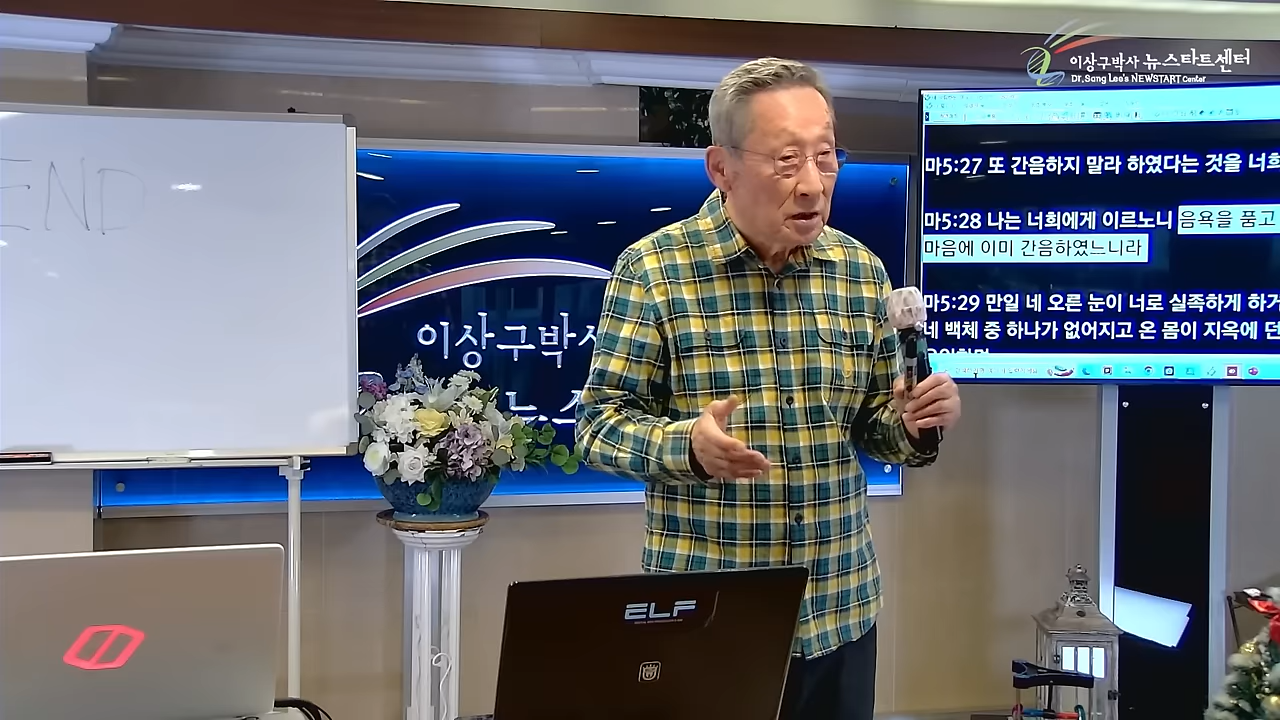 이상구박사 뉴스타트센터
Dr. Sang Lee's NEWSTART Center
END
이상구박사
뉴스
마5:27 또 간음하지 말라 하였다는 것을 너희
마5:28 나는 너희에게 이르노니 음욕을 품고
마음에 이미 간음하였느니라
마5:29 만일 네 오른 눈이 너로 실족하게 하거
네 백체 중 하나가 없어지고 온 몸이 지옥에 던
ELF